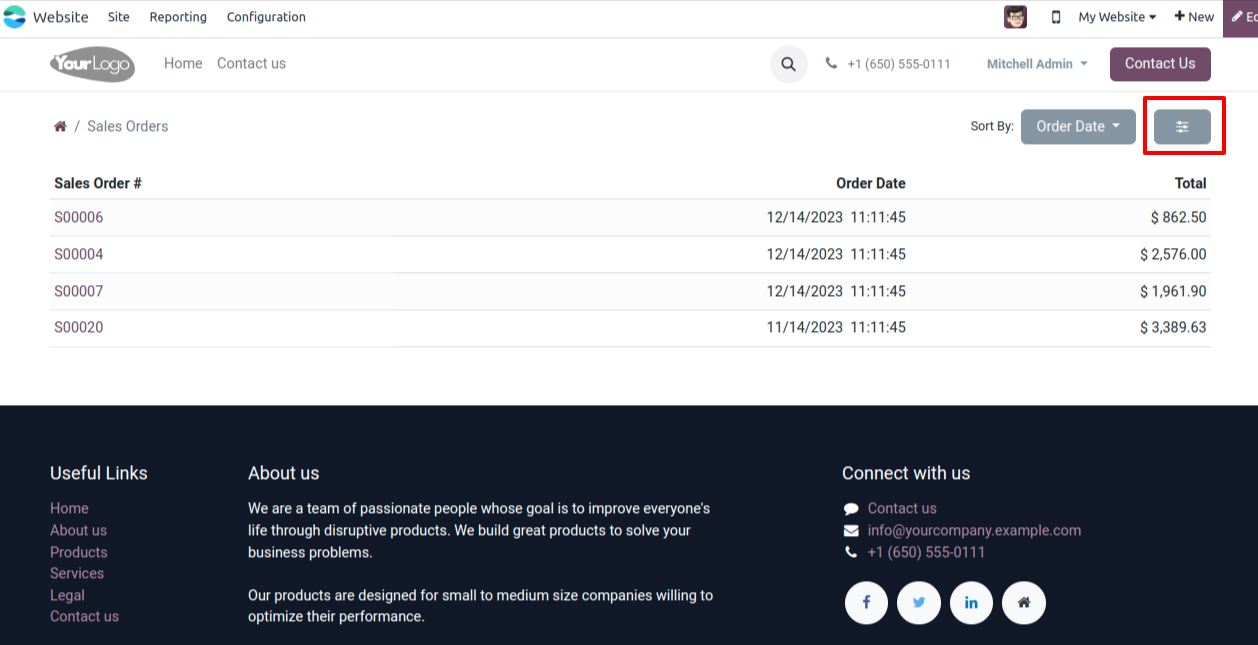 Website Site Reporting Configuration My Website New Ed
YourLogo Home Contact us +1 (650) 555-0111 Mitchell Admin Contact Us
/ Sales Orders Sort By: Order Date
Sales Order # Order Date Total
S00006 12/14/2023 11:11:45 $ 862.50
S00004 12/14/2023 11:11:45 $ 2,576.00
S00007 12/14/2023 11:11:45 $ 1,961.90
S00020 11/14/2023 11:11:45 $ 3,389.63
Useful Links
Home
About us
Products
Services
Legal
Contact us
About us
We are a team of passionate people whose goal is to improve everyone's
life through disruptive products. We build great products to solve your
business problems.
Our products are designed for small to medium size companies willing to
optimize their performance.
Connect with us
Contact us
info@yourcompany.example.com
+1 (650) 555-0111